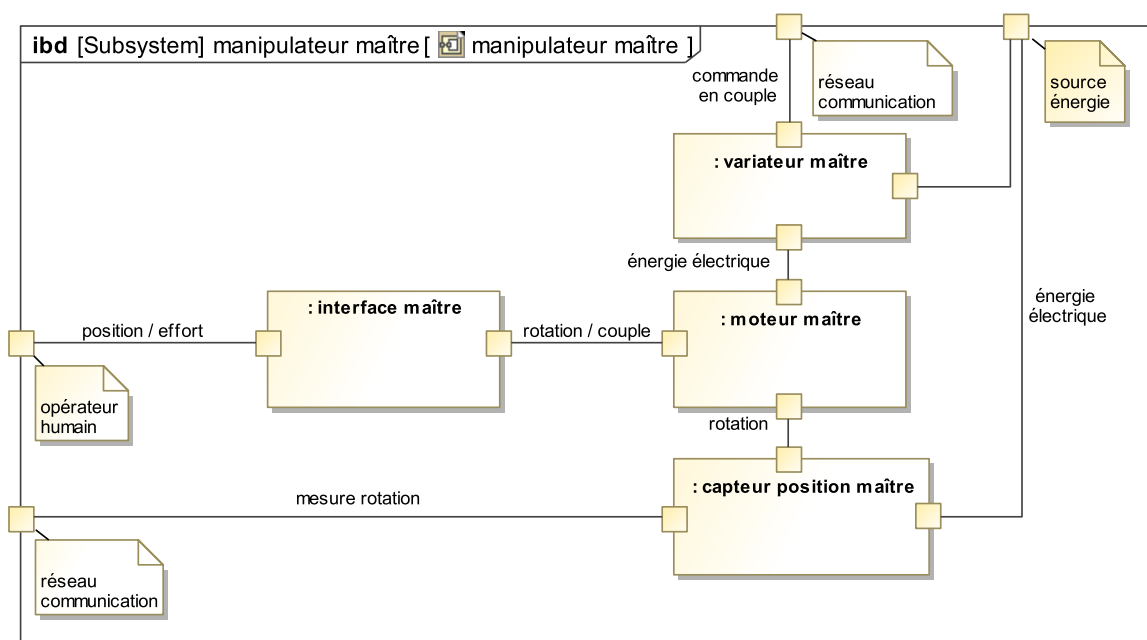 ibd [Subsystem] manipulateur maître [ manipulateur maître ]
commande
en couple
réseau
communication
source
énergie
: variateur maître
énergie électrique
: interface maître
: moteur maître
énergie
électrique
position / effort
rotation / couple
opérateur
humain
rotation
: capteur position maître
mesure rotation
réseau
communication